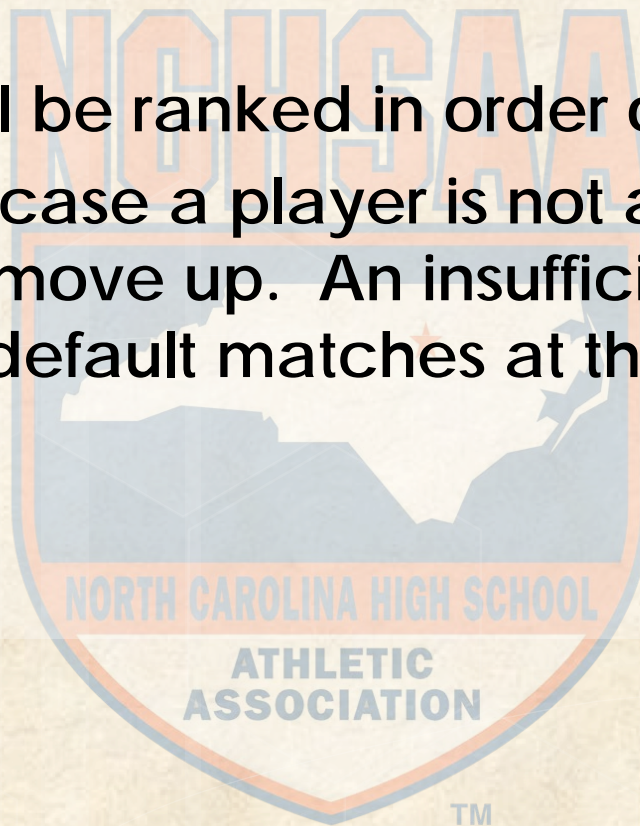 NCHSAA
l be ranked in order
case a player is not
move up. An insuffici
default matches at th
NORTH CAROLINA HIGH SCHOOL
ATHLETIC
ASSOCIATION
TM